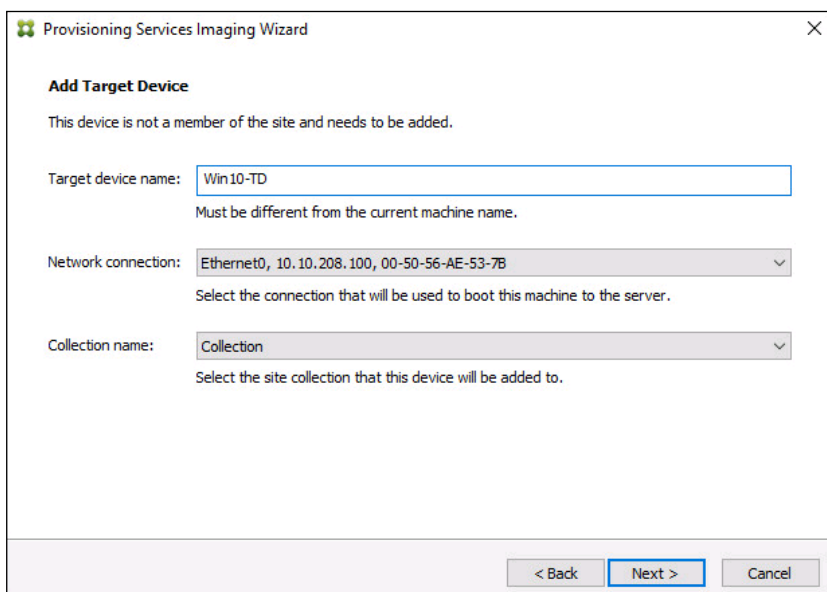 Provisioning Services Imaging Wizard
Add Target Device
This device is not a member of the site and needs to be added.
Target device name: Win10-TD
Must be different from the current machine name.
Network connection: Ethernet0, 10.10.208.100, 00-50-56-AE-53-7B
Select the connection that will be used to boot this machine to the server.
Collection name: Collection
Select the site collection that this device will be added to.
< Back Next > Cancel